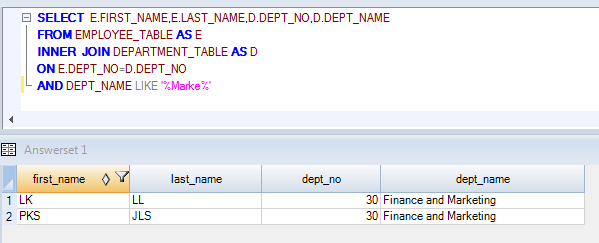 SELECT E.FIRST_NAME,E.LAST_NAME,D.DEPT_NO,D.DEPT_NAME
FROM EMPLOYEE_TABLE AS E
INNER JOIN DEPARTMENT_TABLE AS D
ON E.DEPT_NO=D.DEPT_NO
AND DEPT_NAME LIKE '%Marke%'
Answerset 1
first_name last_name dept_no dept_name
1 LK LL 30 Finance and Marketing
2 PKS JLS 30 Finance and Marketing